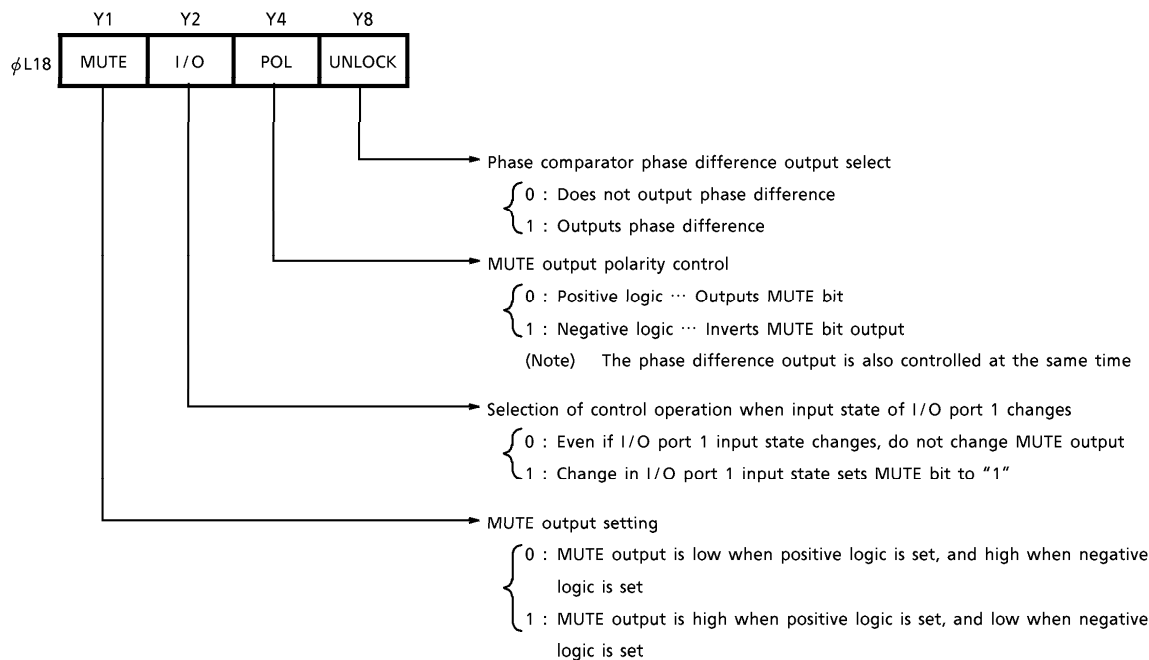 Y1 Y2 Y4 Y8
φL18 MUTE I/O POL UNLOCK
Phase comparator phase difference output select
0 : Does not output phase difference
1 : Outputs phase difference
MUTE output polarity control
0 : Positive logic ··· Outputs MUTE bit
1 : Negative logic ··· Inverts MUTE bit output
(Note) The phase difference output is also controlled at the same time
Selection of control operation when input state of I/O port 1 changes
0 : Even if I/O port 1 input state changes, do not change MUTE output
1 : Change in I/O port 1 input state sets MUTE bit to “1”
MUTE output setting
0 : MUTE output is low when positive logic is set, and high when negative
logic is set
1 : MUTE output is high when positive logic is set, and low when negative
logic is set